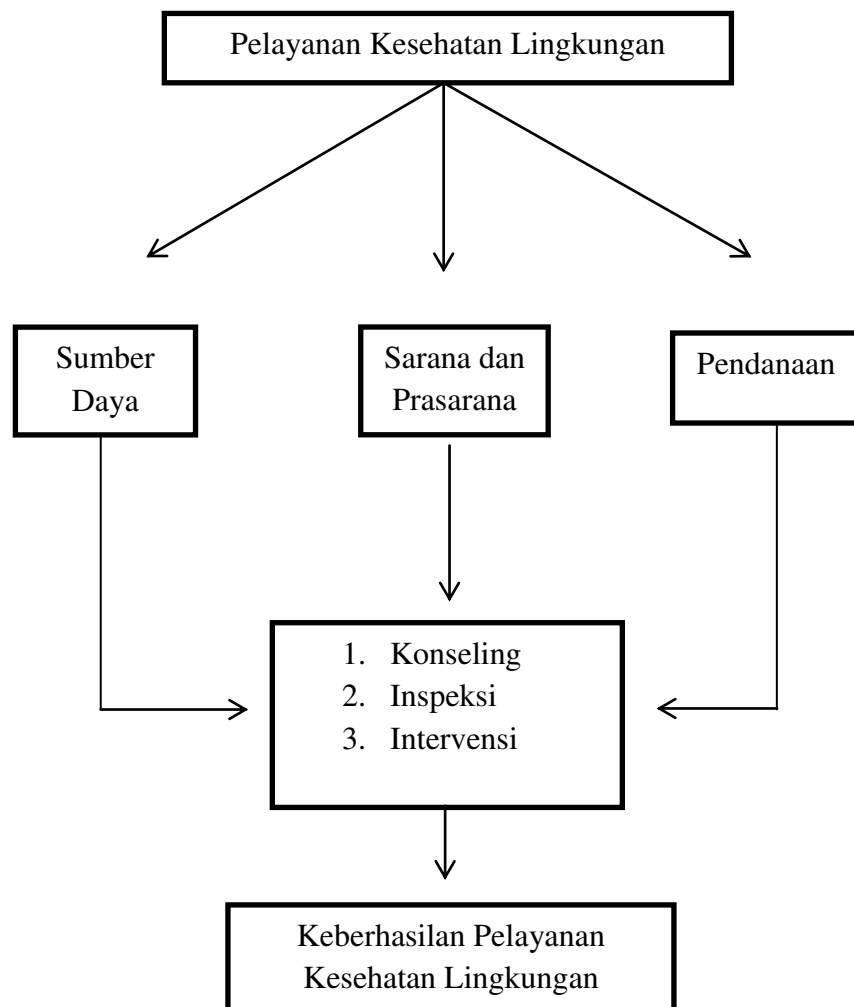 Pelayanan Kesehatan Lingkungan
Sumber
Daya
Sarana dan
Prasarana
Pendanaan
1. Konseling
2. Inspeksi
3. Intervensi
Keberhasilan Pelayanan
Kesehatan Lingkungan